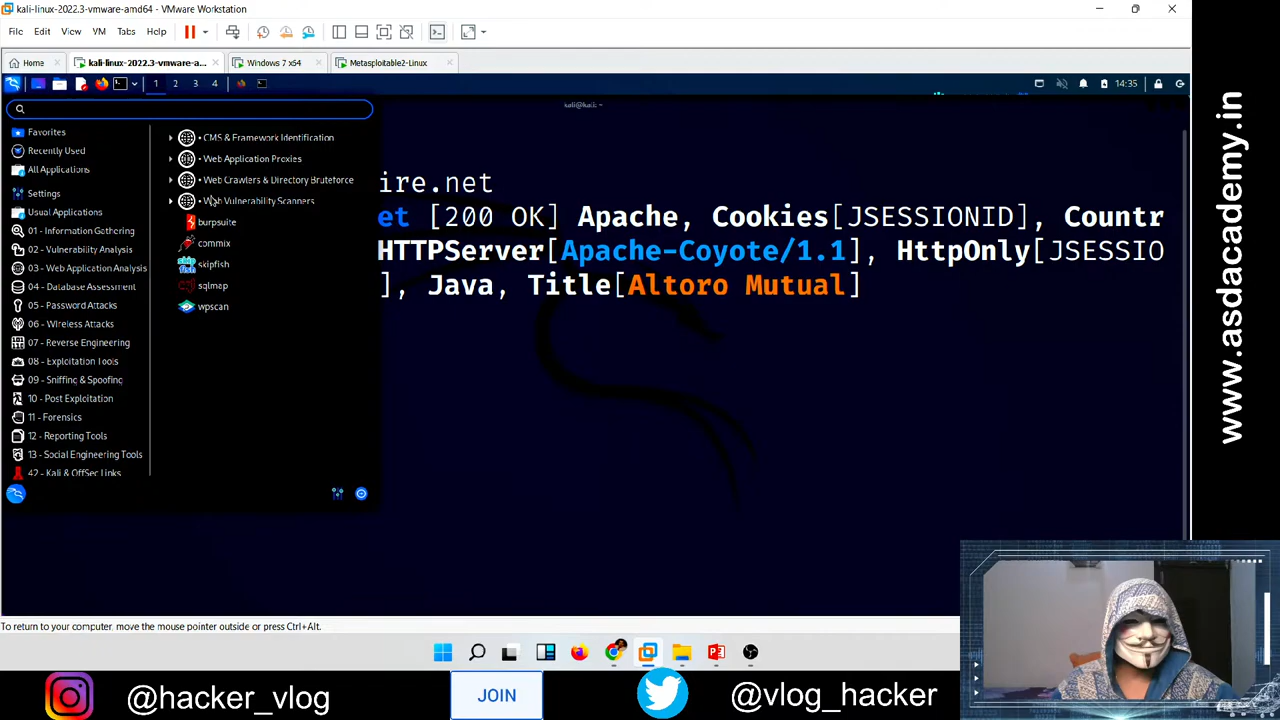 kali-linux-2022.3-vmware-amd64 - VMware Workstation
File Edit View VM Tabs Help
Home
kali-linux-2022.3-vmware-a...
Windows 7 x64
Metasploitable2-Linux
1 2 3 4
14:35
kali@kali: ~
Favorites
Recently Used
All Applications
Settings
Usual Applications
01 - Information Gathering
02 - Vulnerability Analysis
03 - Web Application Analysis
04 - Database Assessment
05 - Password Attacks
06 - Wireless Attacks
07 - Reverse Engineering
08 - Exploitation Tools
09 - Sniffing & Spoofing
10 - Post Exploitation
11 - Forensics
12 - Reporting Tools
13 - Social Engineering Tools
42 - Kali & OffSec Links
• CMS & Framework Identification
• Web Application Proxies
• Web Crawlers & Directory Bruteforce
• Web Vulnerability Scanners
burpsuite
commix
skipfish
sqlmap
wpscan
ire.net
et [200 OK] Apache, Cookies[JSESSIONID], Countr
HTTPServer[Apache-Coyote/1.1], HttpOnly[JSESSIO
], Java, Title[Altoro Mutual]
To return to your computer, move the mouse pointer outside or press Ctrl+Alt.
www.asdacademy.in
@hacker_vlog
JOIN
@vlog_hacker